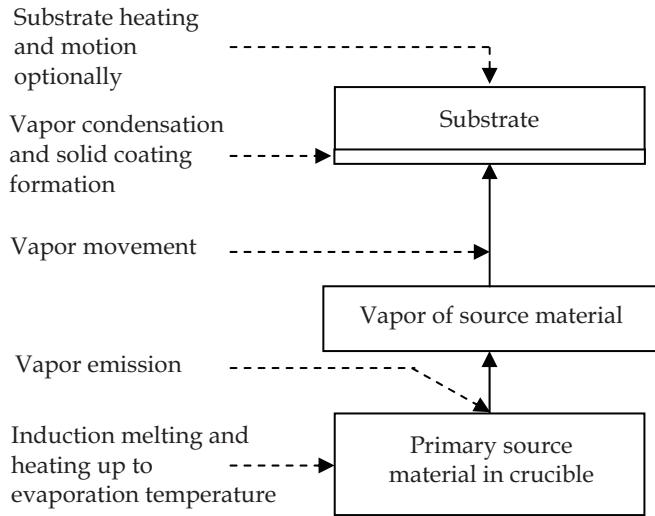 Substrate heating
and motion
optionally
Substrate
Vapor condensation
and solid coating
formation
Vapor movement
Vapor of source material
Vapor emission
Induction melting and
heating up to
evaporation temperature
Primary source
material in crucible